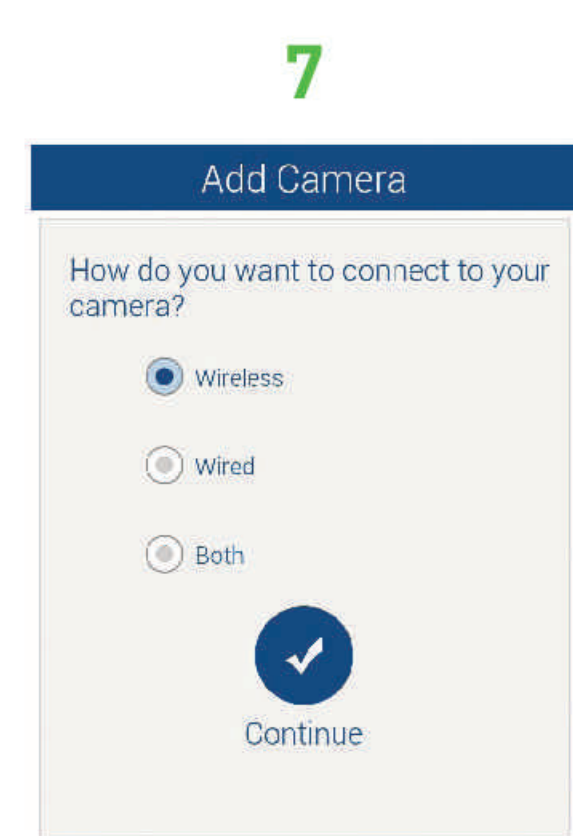 7
Add Camera
How do you want to connect to your
camera?
Wireless
Wired
Both
Continue